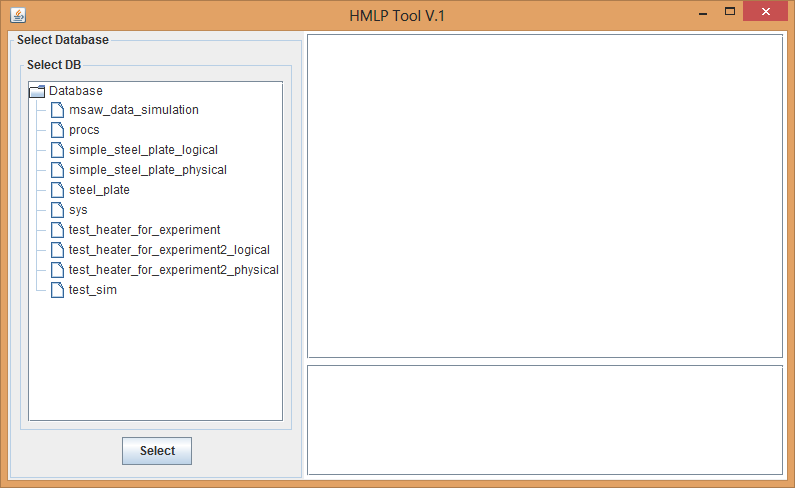 HMLP Tool V.1
Select Database
Select DB
Database
msaw_data_simulation
procs
simple_steel_plate_logical
simple_steel_plate_physical
steel_plate
sys
test_heater_for_experiment
test_heater_for_experiment2_logical
test_heater_for_experiment2_physical
test_sim
Select